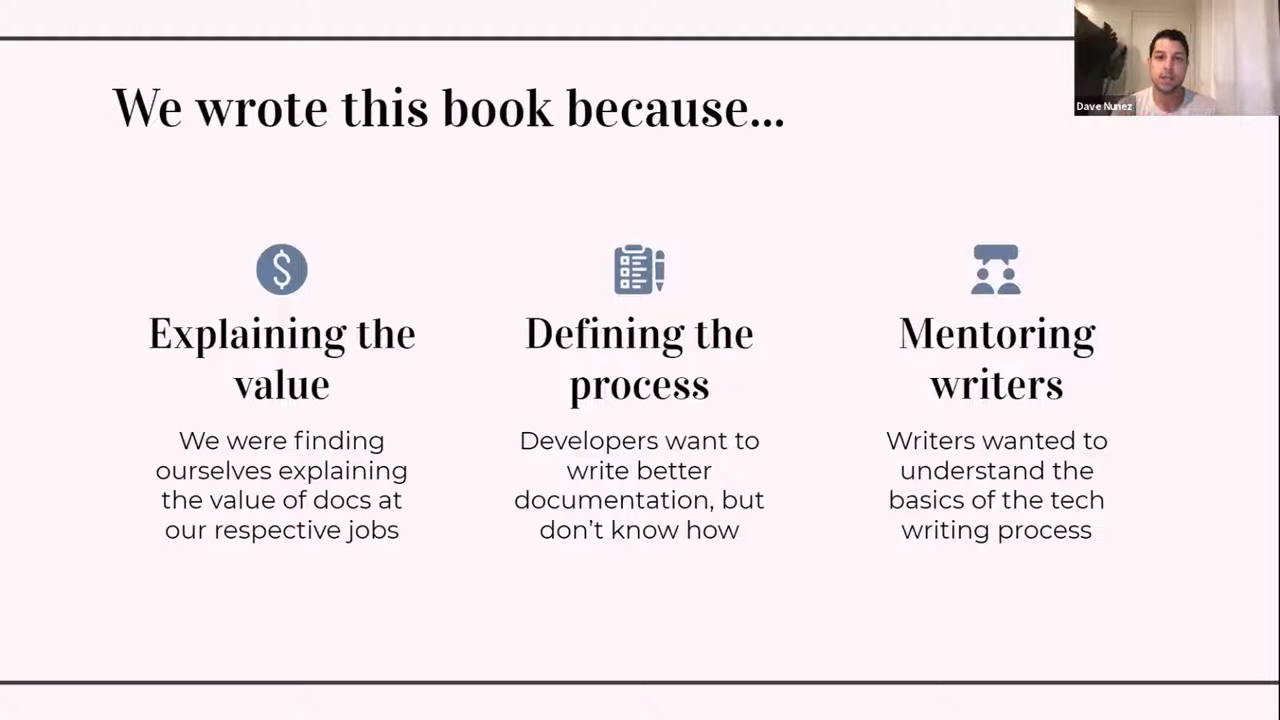 We wrote this book because...
Dave Nunez
Explaining the
value
We were finding
ourselves explaining
the value of docs at
our respective jobs
Defining the
process
Developers want to
write better
documentation, but
don't know how
Mentoring
writers
Writers wanted to
understand the
basics of the tech
writing process